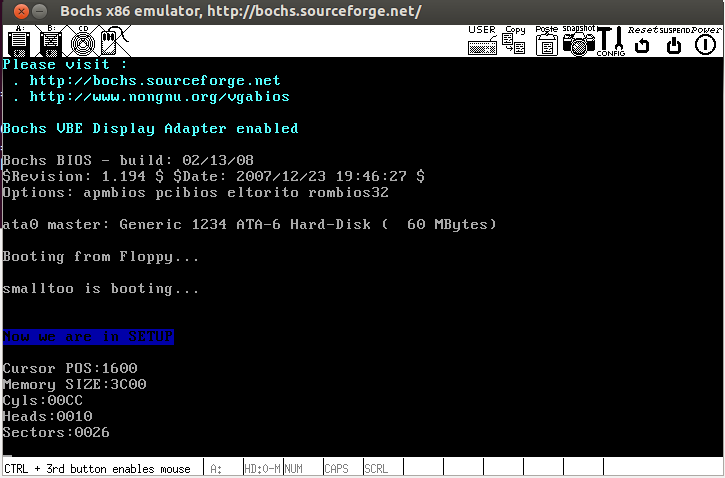 Bochs x86 emulator, http://bochs.sourceforge.net/
A: B: CD USER Copy Paste snapshot CONFIG Reset SUSPEND Power
Please visit :
. http://bochs.sourceforge.net
. http://www.nongnu.org/vgabios
Bochs VBE Display Adapter enabled
Bochs BIOS - build: 02/13/08
$Revision: 1.194 $ $Date: 2007/12/23 19:46:27 $
Options: apmbios pcibios eltorito rombios32
ata0 master: Generic 1234 ATA-6 Hard-Disk ( 60 MBytes)
Booting from Floppy...
smalltoo is booting...
Now we are in SETUP
Cursor POS:1600
Memory SIZE:3C00
Cyls:00CC
Heads:0010
Sectors:0026
CTRL + 3rd button enables mouse A: HD:0-M NUM CAPS SCRL